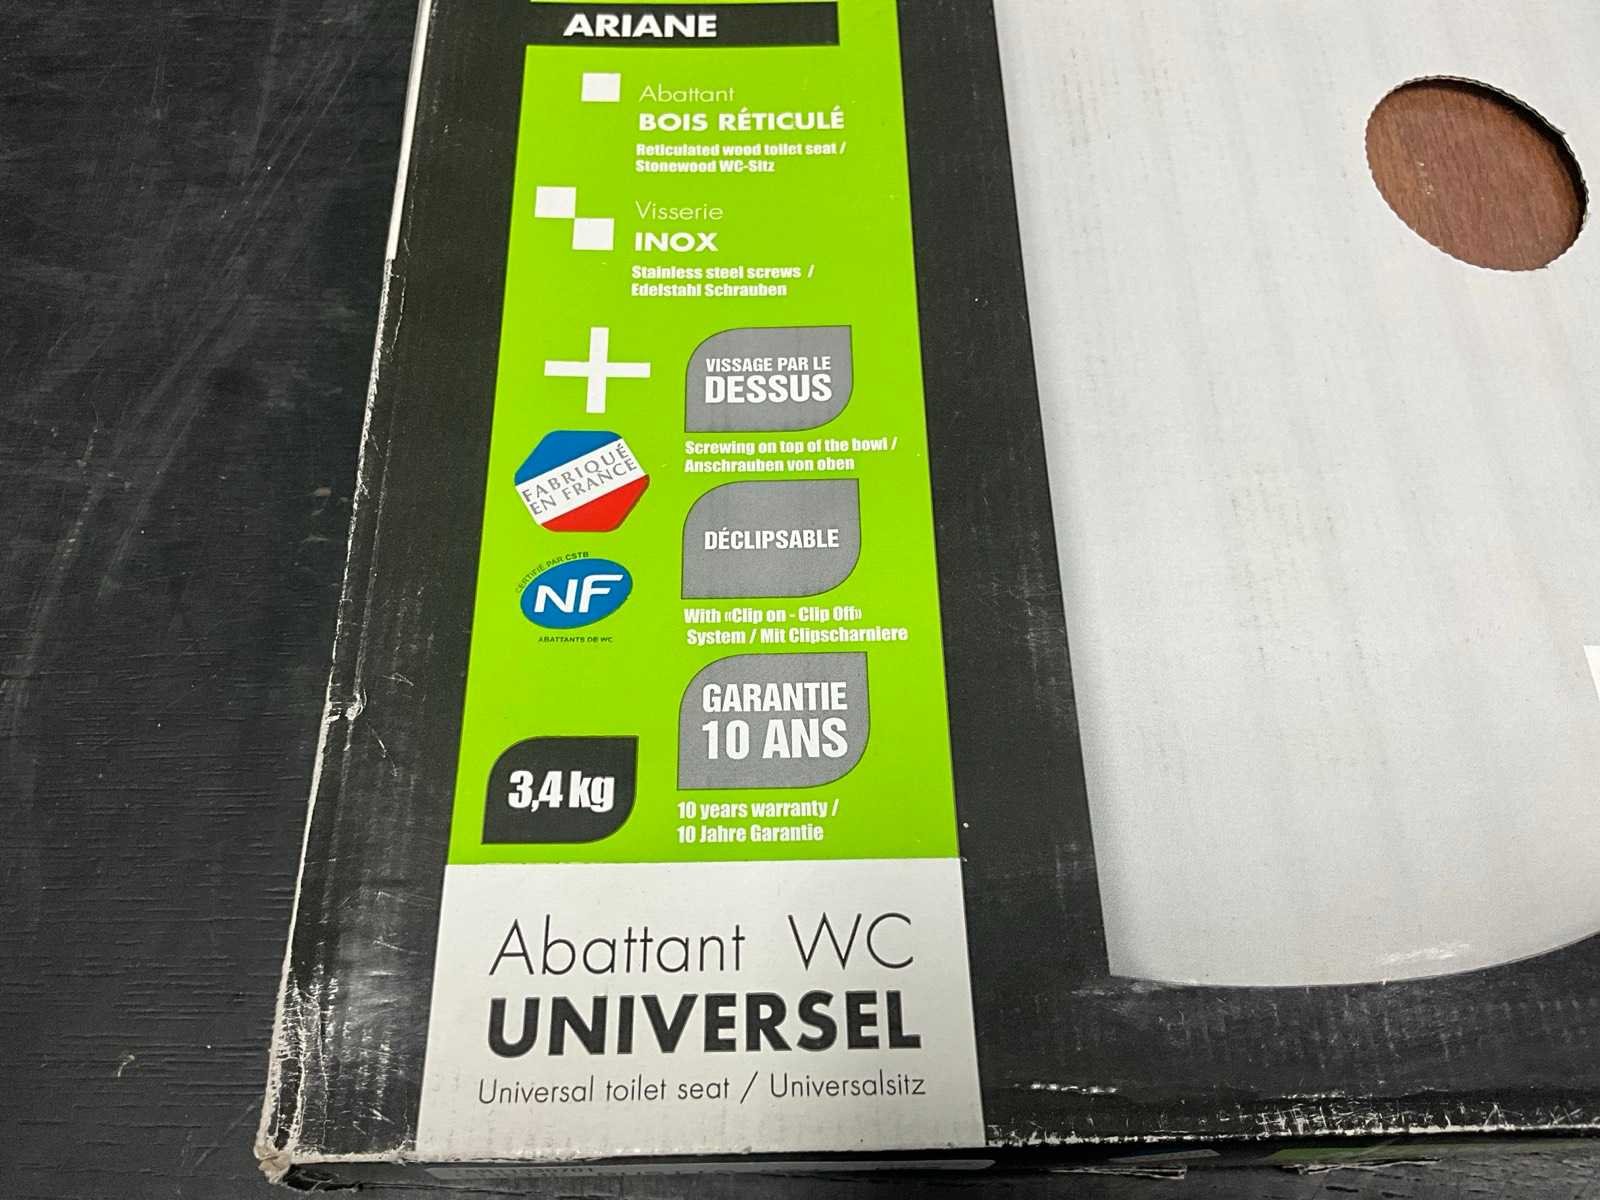 ARIANE
Abattant
BOIS RÉTICULÉ
Reticulated wood toilet seat /
Stonewood WC-Sitz
Visserie
INOX
Stainless steel screws /
Edelstahl Schrauben
VISSAGE PAR LE
DESSUS
Screwing on top of the bowl /
Anschrauben von oben
FABRIQUÉ
EN FRANCE
DÉCLIPSABLE
CERTIFIÉ PAR CSTB
NF
ABATTANTS DE WC
With «Clip on - Clip Off»
System / Mit Clipscharniere
GARANTIE
10 ANS
3,4 kg
10 years warranty /
10 Jahre Garantie
Abattant WC
UNIVERSEL
Universal toilet seat / Universalsitz